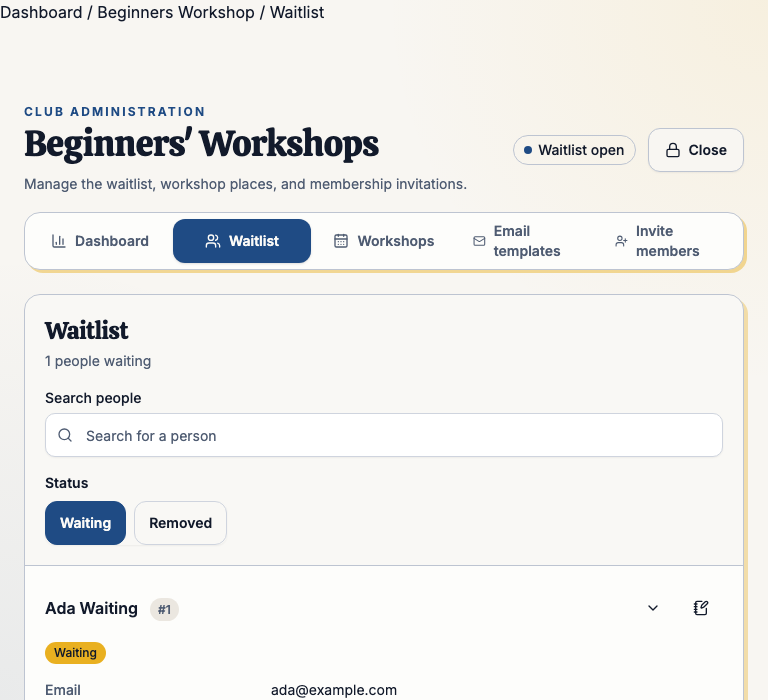 Dashboard / Beginners Workshop / Waitlist
CLUB ADMINISTRATION
Beginners' Workshops
Waitlist open
Close
Manage the waitlist, workshop places, and membership invitations.
Dashboard
Waitlist
Workshops
Email
templates
Invite
members
Waitlist
1 people waiting
Search people
Search for a person
Status
Waiting
Removed
Ada Waiting
#1
Waiting
Email
ada@example.com